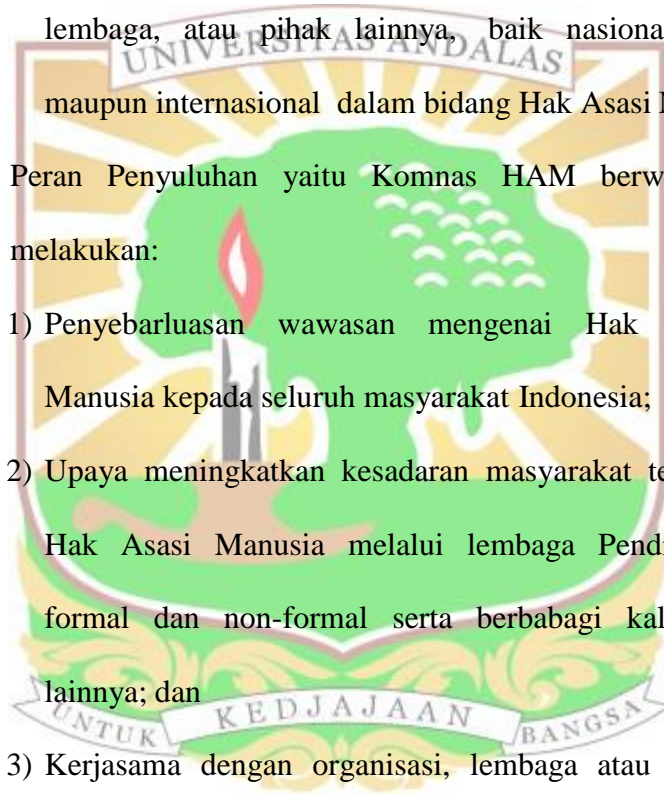 lembaga, atau pihak lainnya, baik nasiona
UNIVERSITAS ANDALAS
maupun internasional dalam bidang Hak Asasi
Peran Penyuluhan yaitu Komnas HAM berw
melakukan:
1) Penyebarluasan wawasan mengenai Hak
Manusia kepada seluruh masyarakat Indonesia;
2) Upaya meningkatkan kesadaran masyarakat te
Hak Asasi Manusia melalui lembaga Pendi
formal dan non-formal serta berbabagi kal
lainnya; dan
UNTUK KEDJAJAAN BANGSA
3) Kerjasama dengan organisasi, lembaga atau